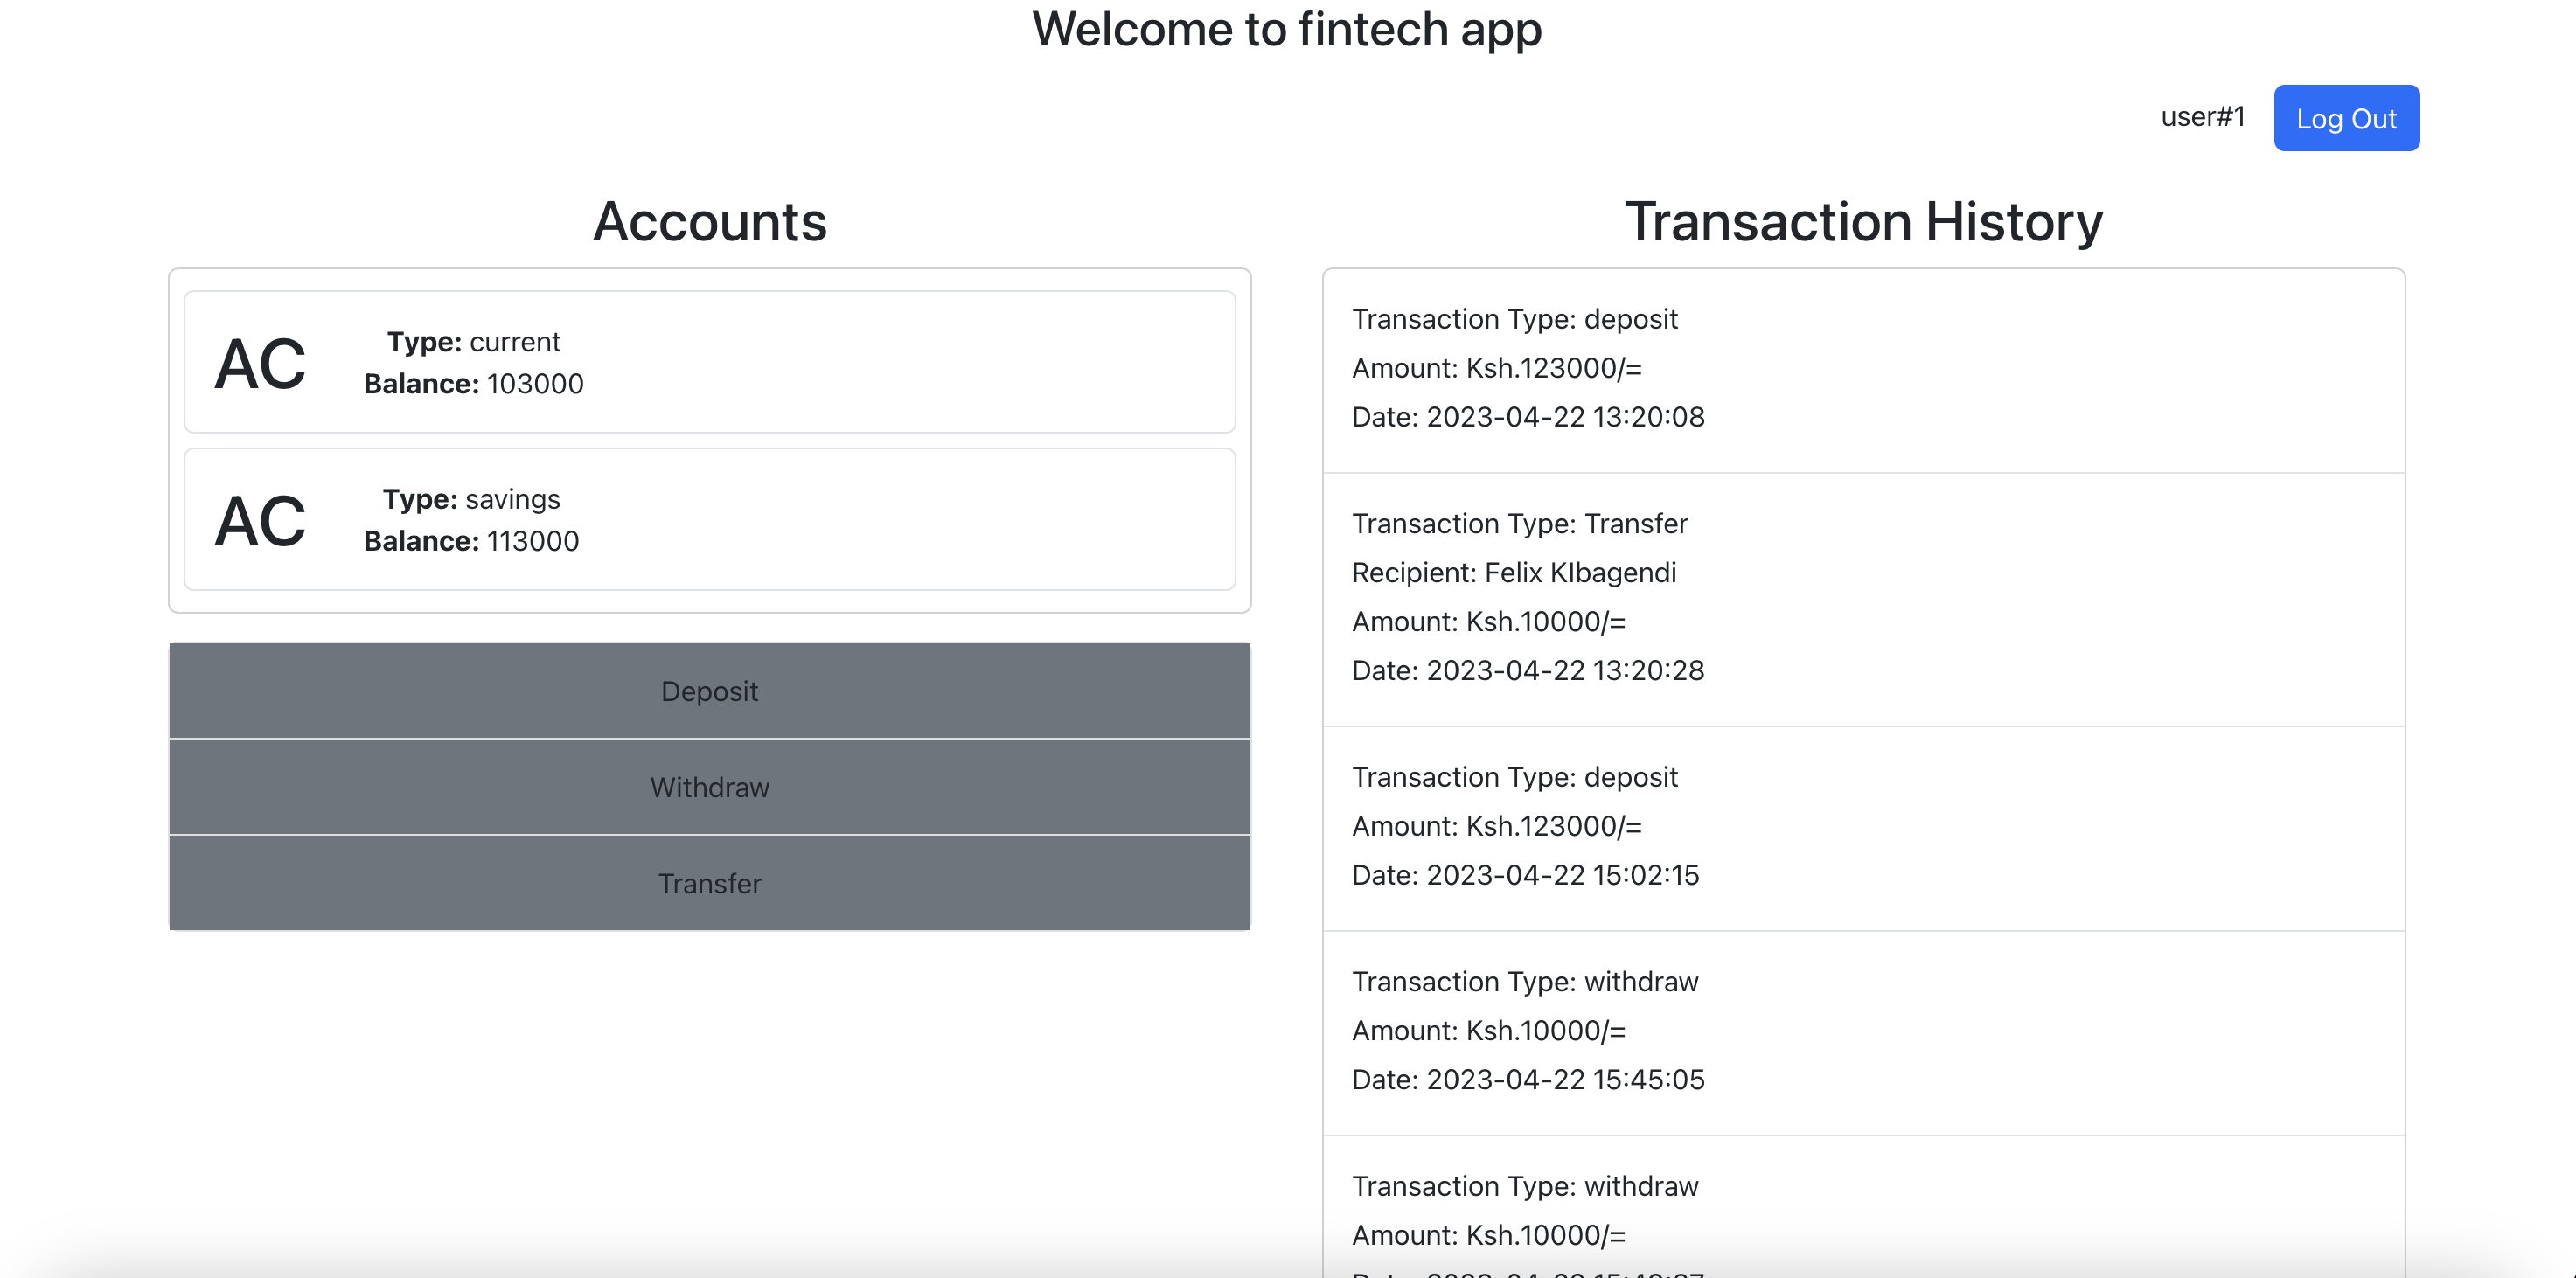 Welcome to fintech app
user#1
Log Out
Accounts
AC
Type: current
Balance: 103000
AC
Type: savings
Balance: 113000
Deposit
Withdraw
Transfer
Transaction History
Transaction Type: deposit
Amount: Ksh.123000/=
Date: 2023-04-22 13:20:08
Transaction Type: Transfer
Recipient: Felix KIbagendi
Amount: Ksh.10000/=
Date: 2023-04-22 13:20:28
Transaction Type: deposit
Amount: Ksh.123000/=
Date: 2023-04-22 15:02:15
Transaction Type: withdraw
Amount: Ksh.10000/=
Date: 2023-04-22 15:45:05
Transaction Type: withdraw
Amount: Ksh.10000/=